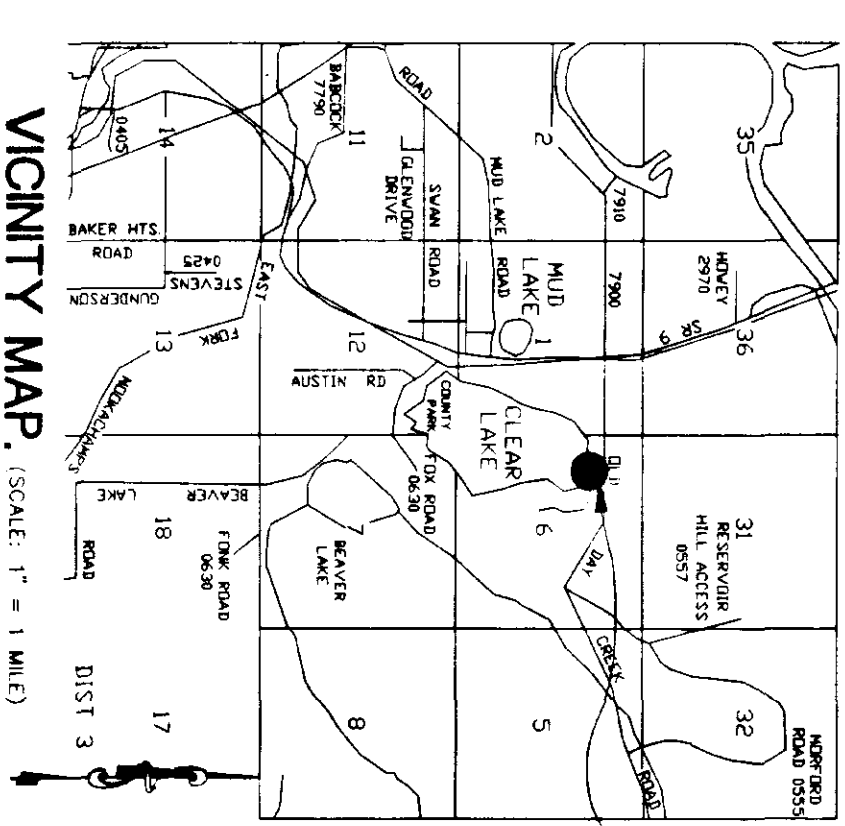 35
36
31
32
HOWEY
2970
SR 9
RESERVOIR
HILL ACCESS
0557
MORFORD
ROAD 0555
2
7910
7900
MUD
LAKE
1
MUD LAKE ROAD
ROAD
CLEAR
LAKE
OLD
6
DAY
CREEK
ROAD
5
BABCOCK
7790
11
GLENWOOD
DRIVE
SWAN ROAD
12
AUSTIN RD
COUNTY
PARK
FOX ROAD
0630
7
BEAVER
LAKE
8
0405
14
BAKER HTS.
ROAD
STEVENS
0425
GUNDERSON
EAST
FORK
13
NOOKACHAMPS
BEAVER
LAKE
ROAD
18
FONK ROAD
0630
17
DIST 3
VICINITY MAP. (SCALE: 1" = 1 MILE)